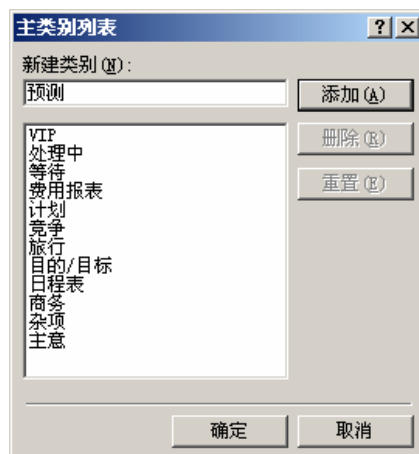 主类别列表
新建类别(N):
预测
添加(A)
VIP
处理中
等待
费用报表
计划
竞争
旅行
目的/目标
日程表
商务
杂项
主意
删除(R)
重置(E)
确定
取消